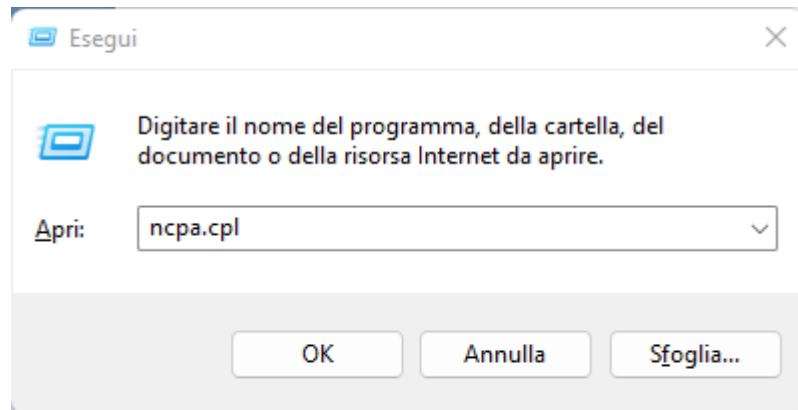 Esegui
Digitare il nome del programma, della cartella, del
documento o della risorsa Internet da aprire.
Apri: ncpa.cpl
OK Annulla Sfoglia...